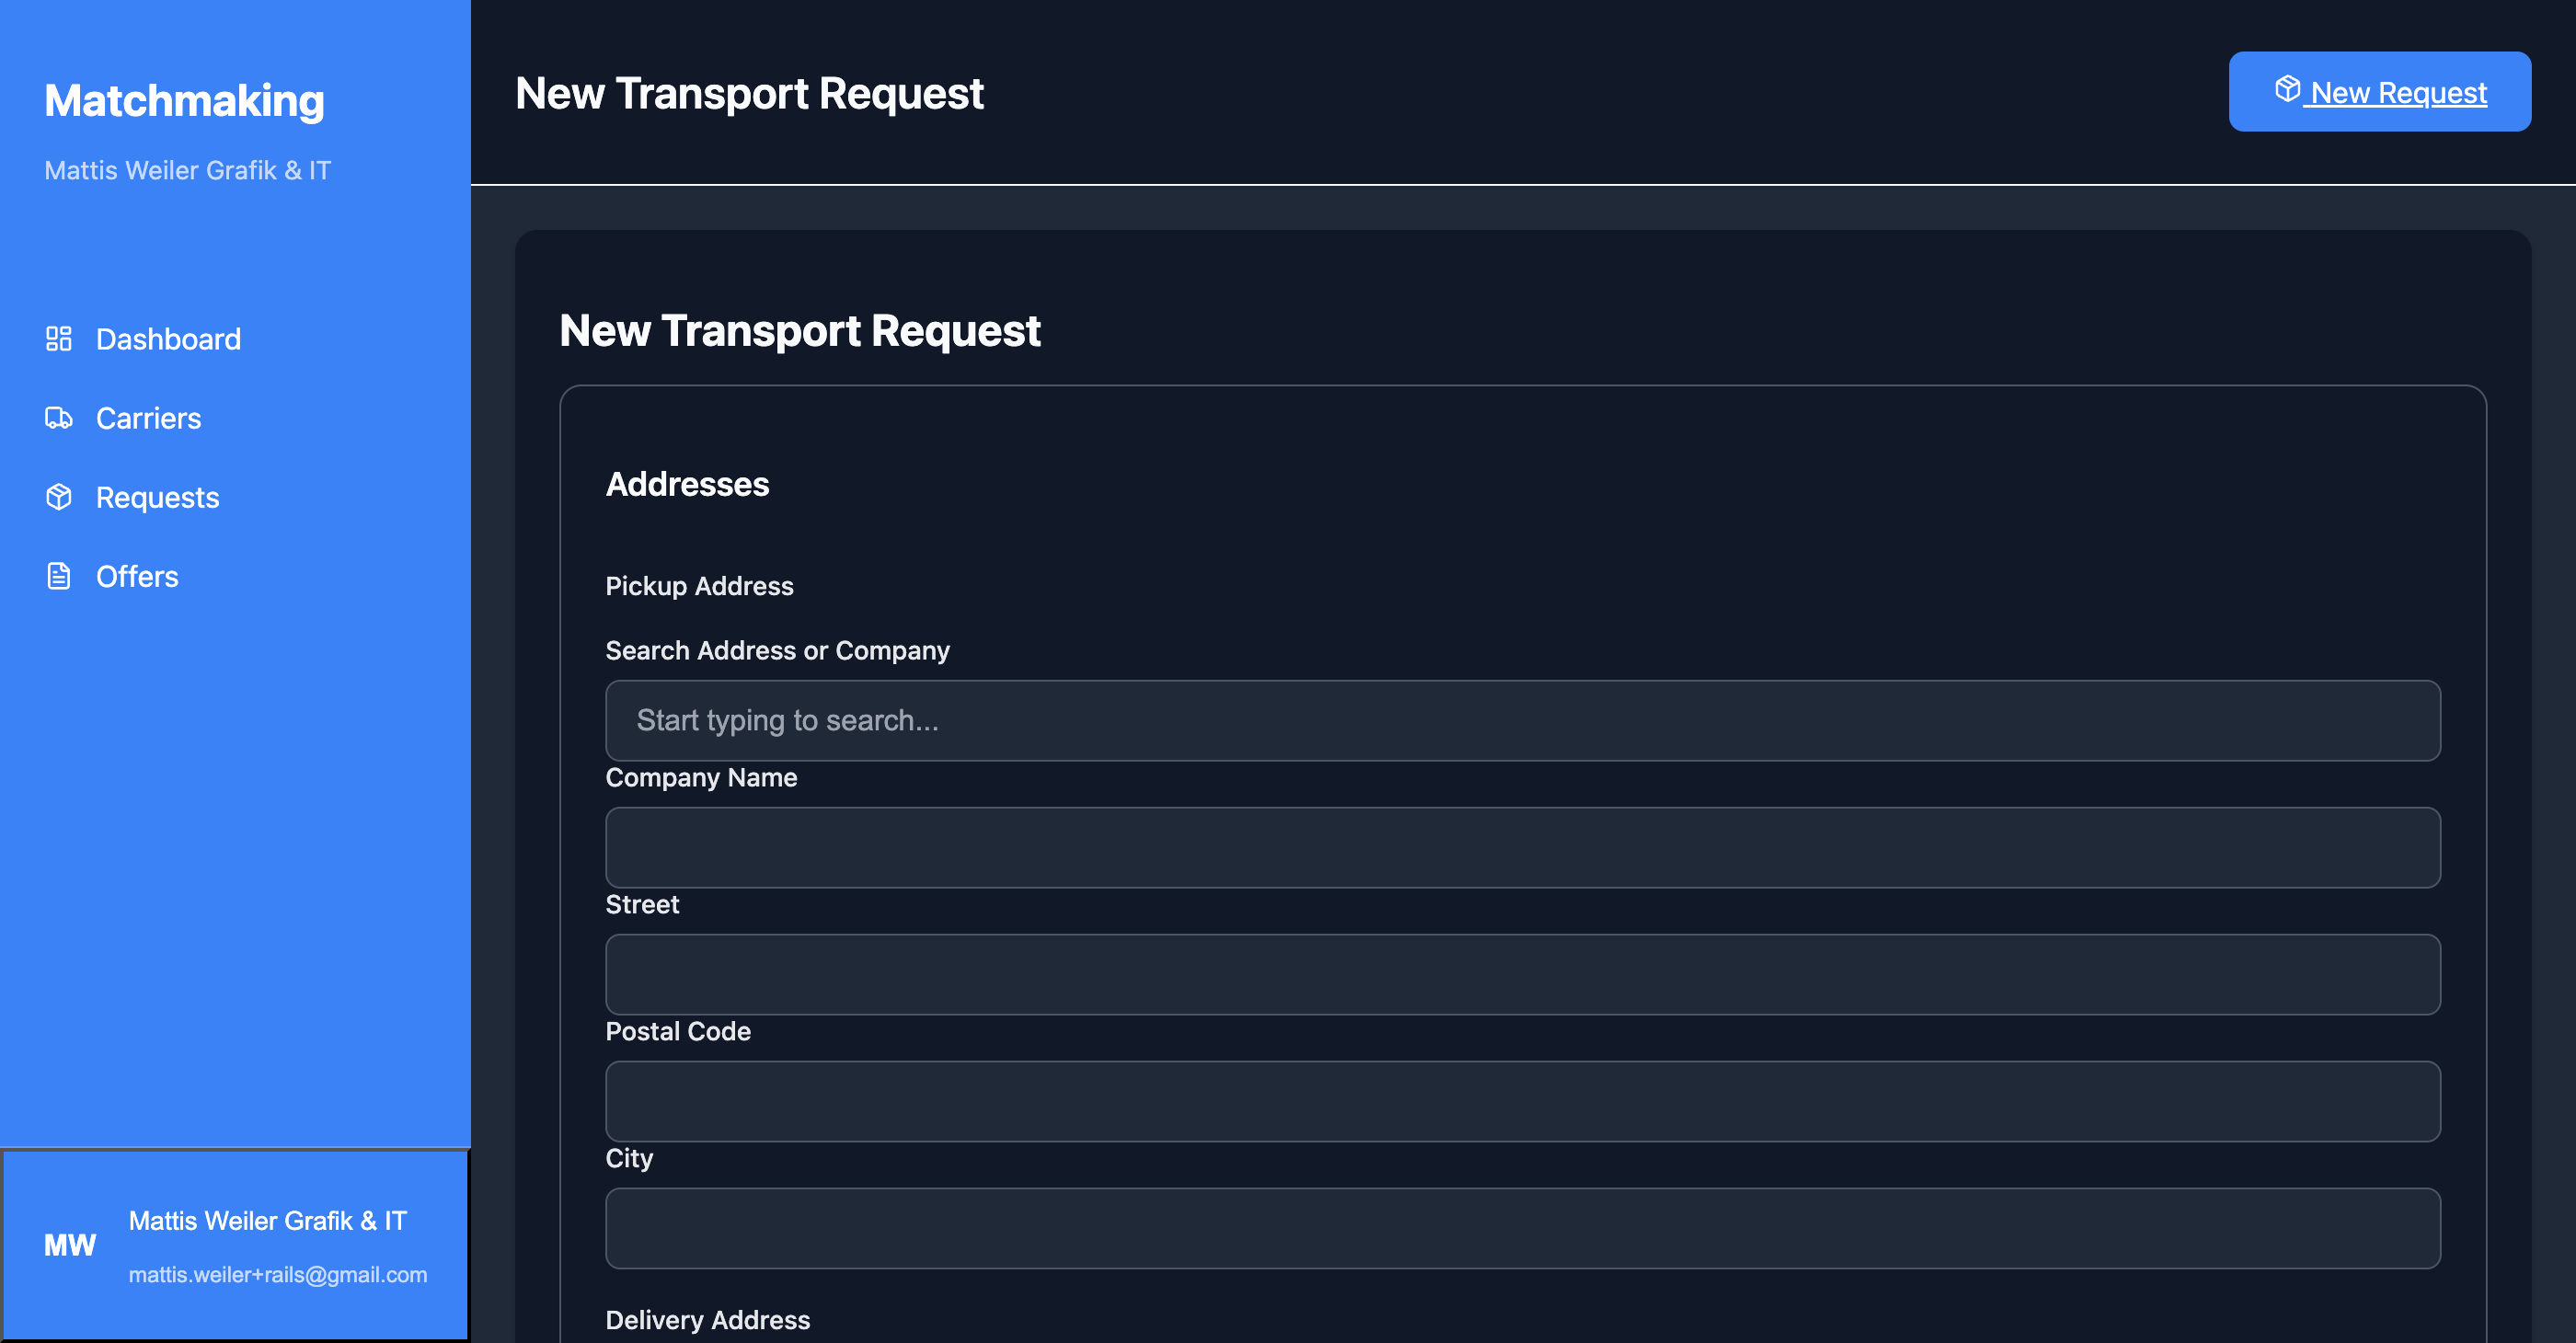 Matchmaking
Mattis Weiler Grafik & IT
Dashboard
Carriers
Requests
Offers
MW
Mattis Weiler Grafik & IT
mattis.weiler+rails@gmail.com
New Transport Request
New Request
New Transport Request
Addresses
Pickup Address
Search Address or Company
Start typing to search...
Company Name
Street
Postal Code
City
Delivery Address